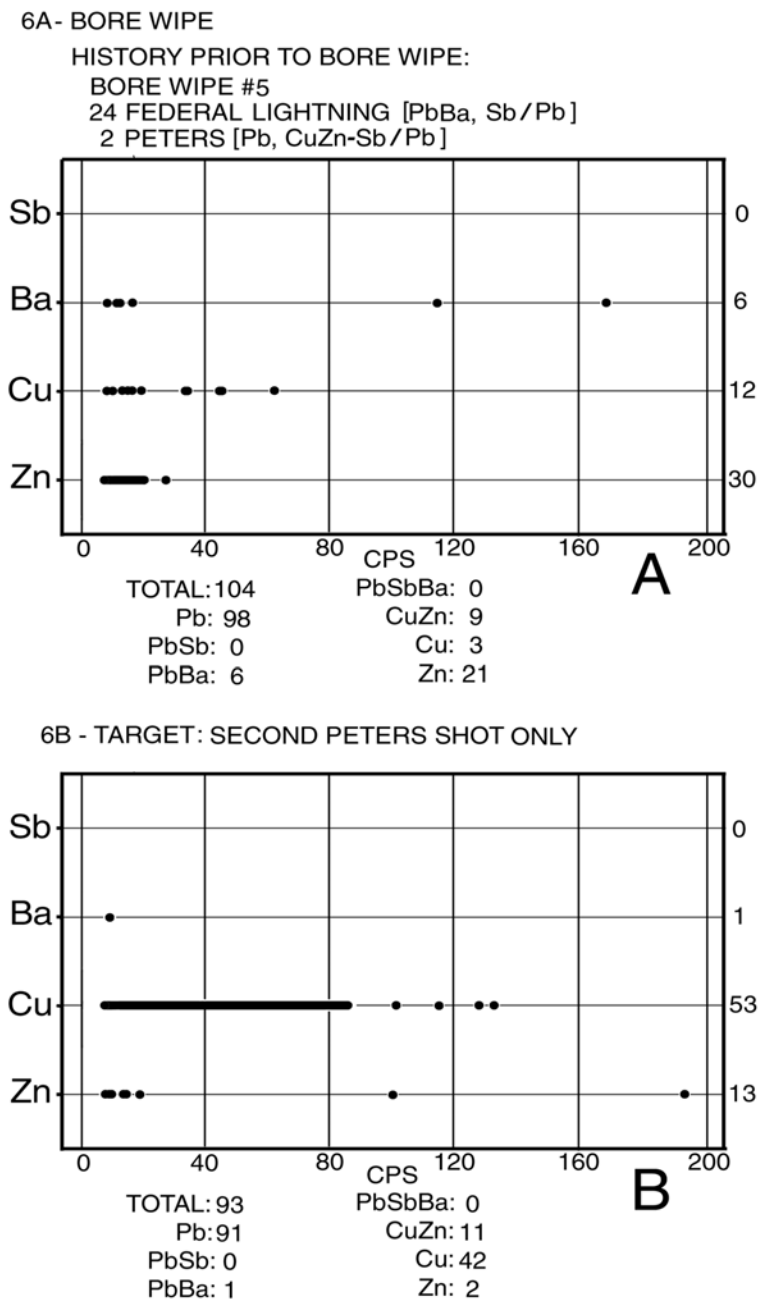 6A- BORE WIPE
HISTORY PRIOR TO BORE WIPE:
BORE WIPE #5
24 FEDERAL LIGHTNING [PbBa, Sb/Pb]
2 PETERS [Pb, CuZn-Sb/Pb]
Sb 0
Ba 6
Cu 12
Zn 30
0 40 80 120 160 200
CPS
A
TOTAL: 104 PbSbBa: 0
Pb: 98 CuZn: 9
PbSb: 0 Cu: 3
PbBa: 6 Zn: 21
6B - TARGET: SECOND PETERS SHOT ONLY
Sb 0
Ba 1
Cu 53
Zn 13
0 40 80 120 160 200
CPS
B
TOTAL: 93 PbSbBa: 0
Pb: 91 CuZn: 11
PbSb: 0 Cu: 42
PbBa: 1 Zn: 2